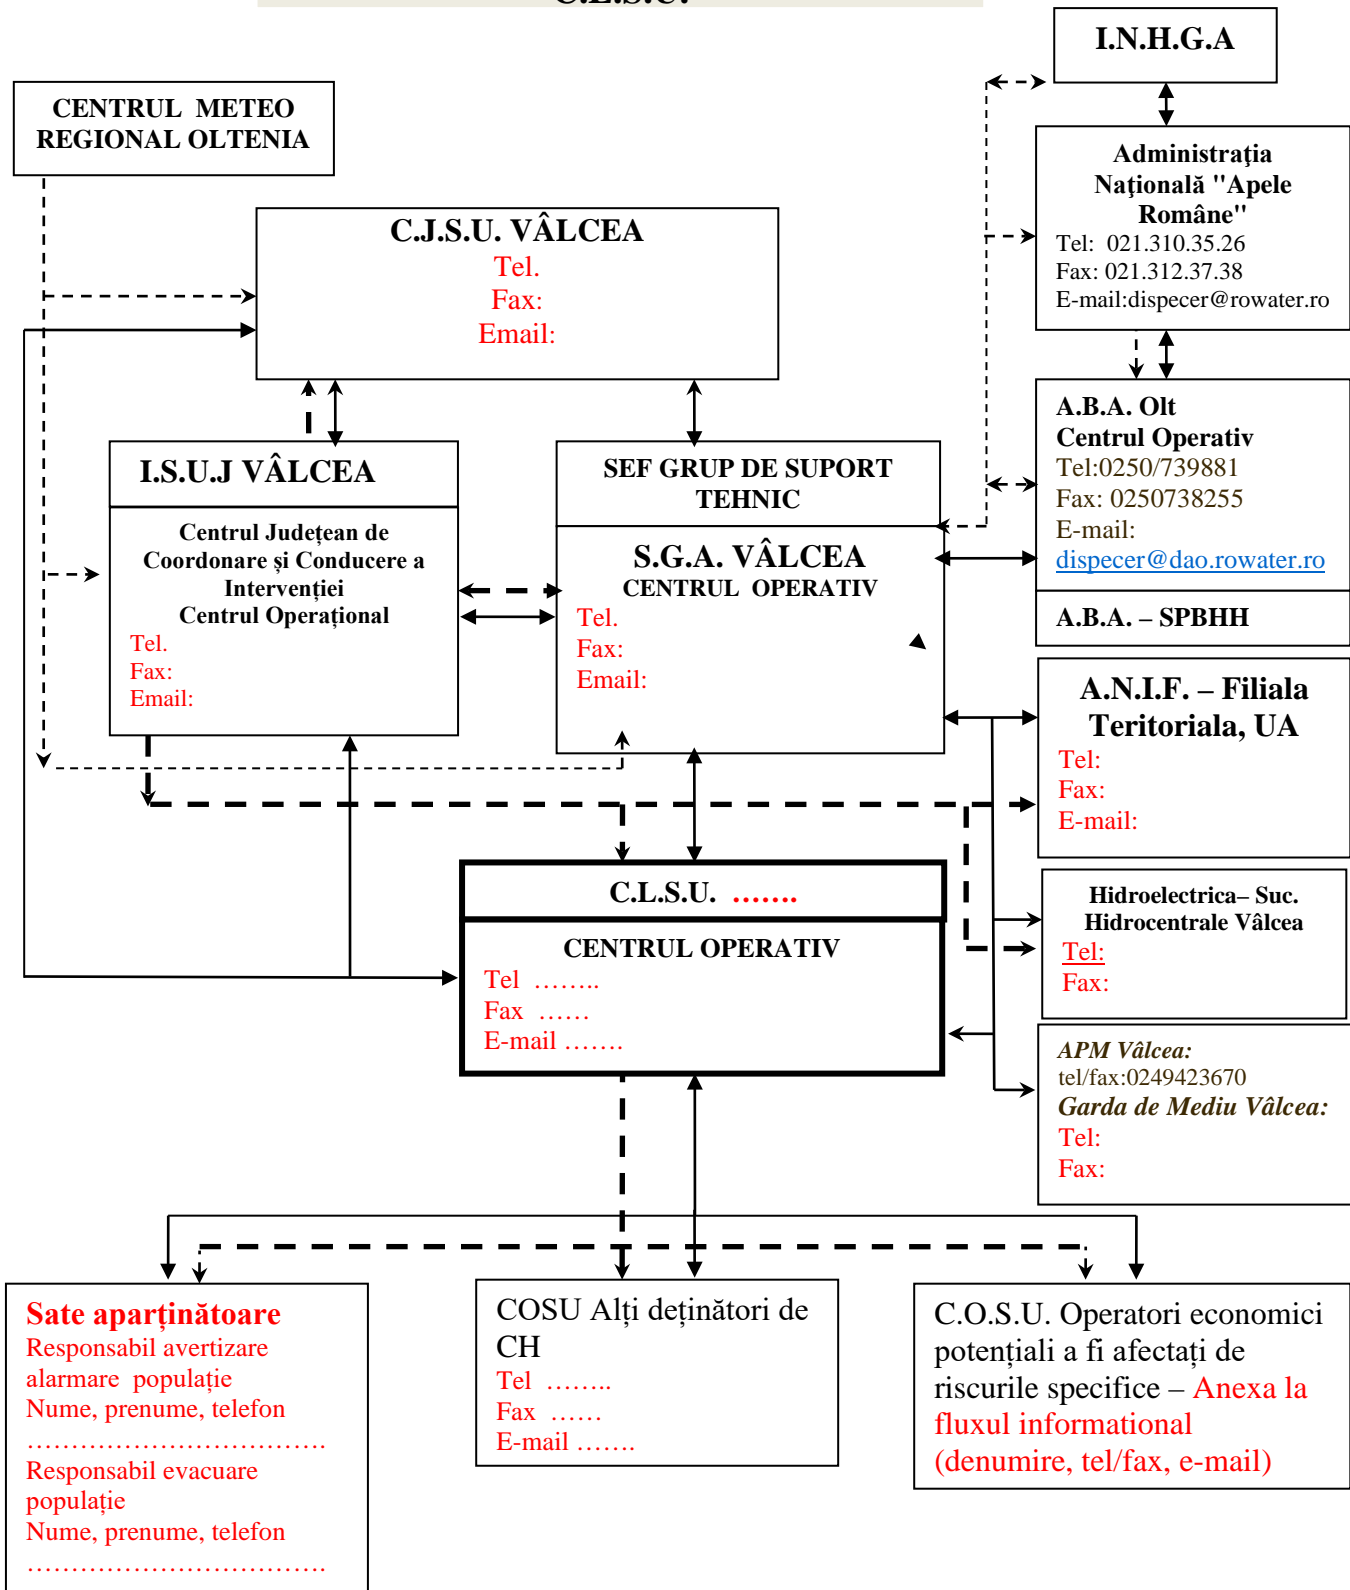 C.L.S.U.
I.N.H.G.A
CENTRUL METEO
REGIONAL OLTENIA
Administraţia
Naţională "Apele
Române"
Tel: 021.310.35.26
Fax: 021.312.37.38
E-mail:dispecer@rowater.ro
C.J.S.U. VÂLCEA
Tel.
Fax:
Email:
A.B.A. Olt
Centrul Operativ
Tel:0250/739881
Fax: 0250738255
E-mail:
dispecer@dao.rowater.ro
A.B.A. – SPBHH
I.S.U.J VÂLCEA
Centrul Județean de
Coordonare și Conducere a
Intervenției
Centrul Operațional
Tel.
Fax:
Email:
SEF GRUP DE SUPORT
TEHNIC
S.G.A. VÂLCEA
CENTRUL OPERATIV
Tel.
Fax:
Email:
A.N.I.F. – Filiala
Teritoriala, UA
Tel:
Fax:
E-mail:
C.L.S.U. …….
CENTRUL OPERATIV
Tel ……..
Fax ……
E-mail …….
Hidroelectrica– Suc.
Hidrocentrale Vâlcea
Tel:
Fax:
APM Vâlcea:
tel/fax:0249423670
Garda de Mediu Vâlcea:
Tel:
Fax:
Sate aparținătoare
Responsabil avertizare
alarmare populație
Nume, prenume, telefon
…………………………….
Responsabil evacuare
populație
Nume, prenume, telefon
…………………………….
COSU Alți deținători de
CH
Tel ……..
Fax ……
E-mail …….
C.O.S.U. Operatori economici
potențiali a fi afectați de
riscurile specifice – Anexa la
fluxul informational
(denumire, tel/fax, e-mail)